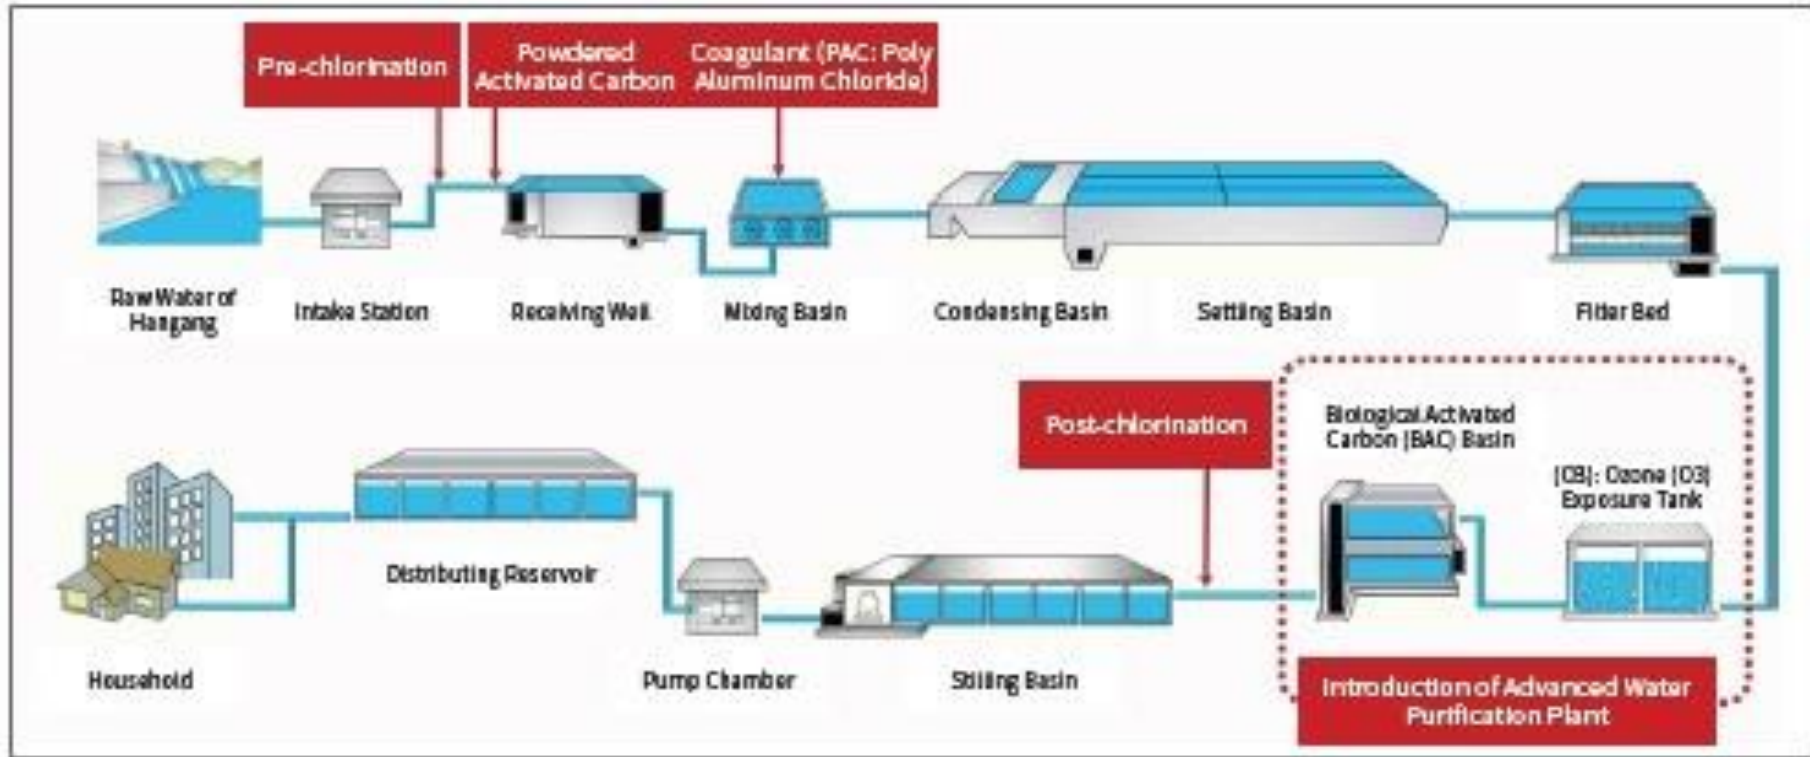 Pre-chlorination
Powdered
Activated Carbon
Coagulant (PAC: Poly
Aluminum Chloride)
Raw Water of
Hangang
Intake Station
Receiving Well
Mixing Basin
Condensing Basin
Settling Basin
Filter Bed
Post-chlorination
Biological Activated
Carbon (BAC) Basin
(O3): Ozone (O3)
Exposure Tank
Distributing Reservoir
Household
Pump Chamber
Stilling Basin
Introduction of Advanced Water
Purification Plant